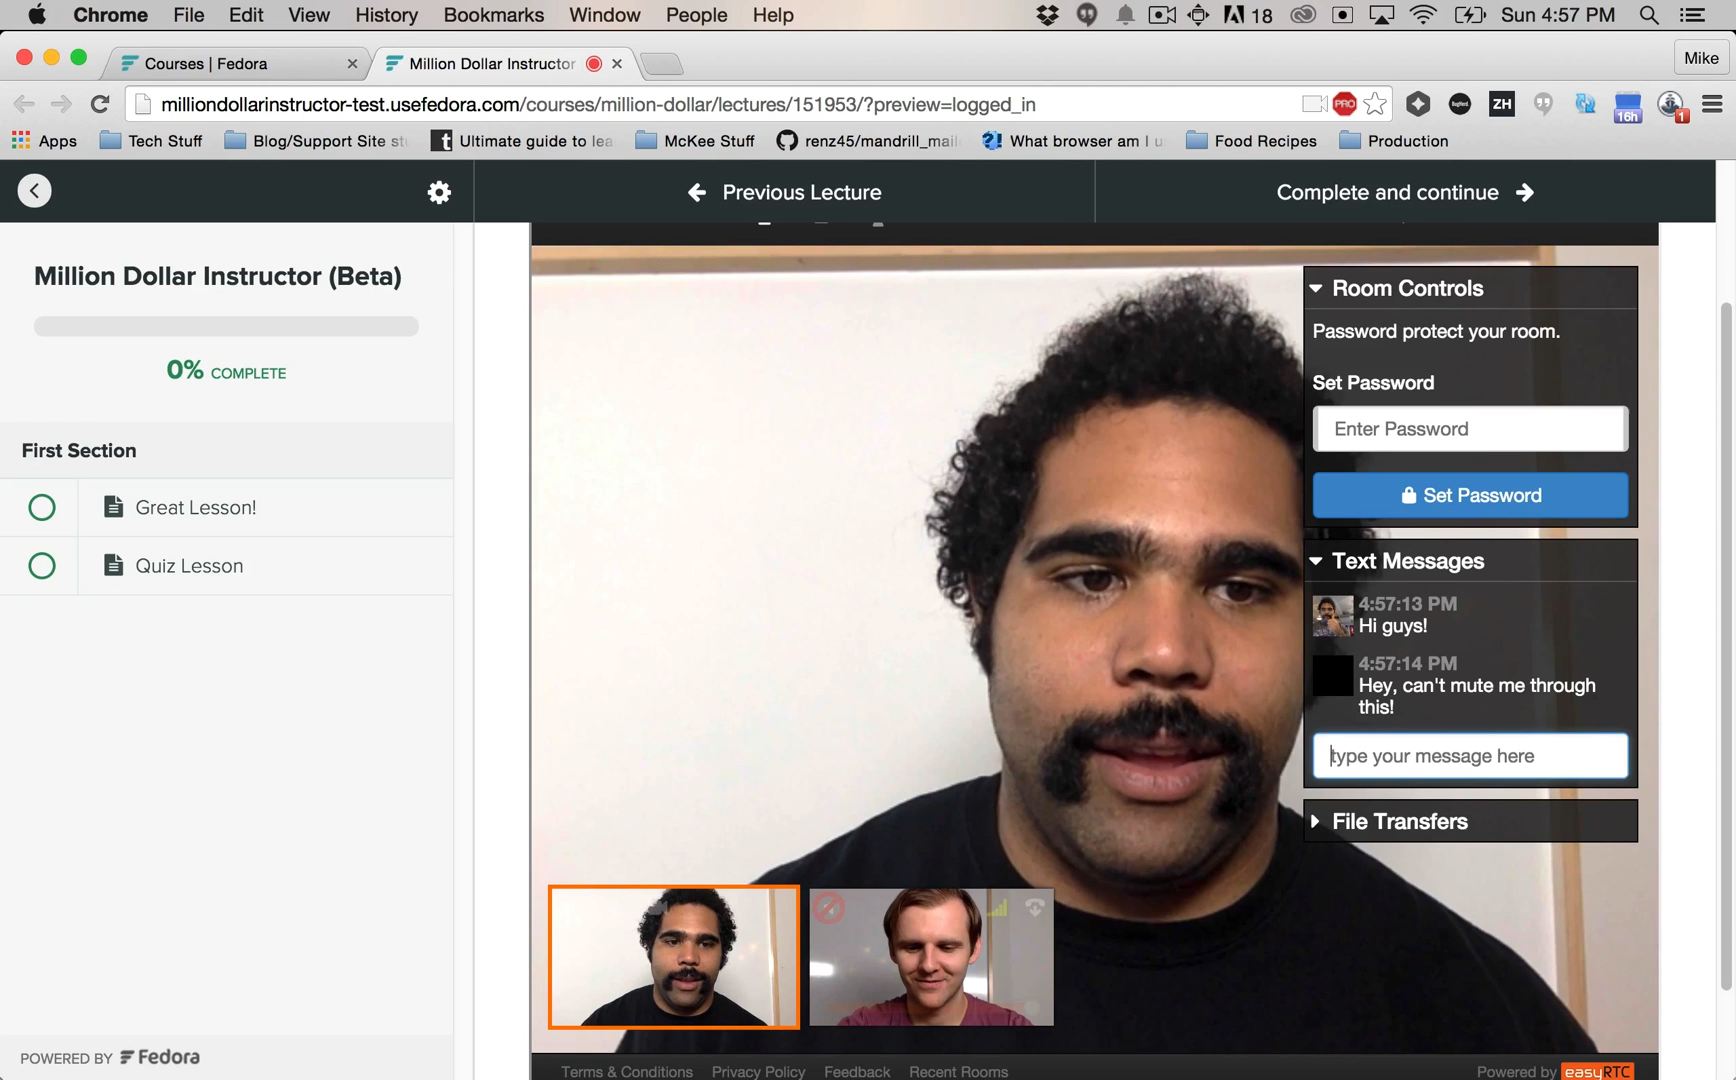 Chrome File Edit View History Bookmarks Window People Help 18 Sun 4:57 PM
Courses | Fedora Million Dollar Instructor Mike
milliondollarinstructor-test.usefedora.com/courses/million-dollar/lectures/151953/?preview=logged_in PRO ZH 16h 1
Apps Tech Stuff Blog/Support Site Ultimate guide to McKee Stuff renz45/mandrill_mail What browser am I Food Recipes Production
Previous Lecture Complete and continue
Million Dollar Instructor (Beta)
0% COMPLETE
First Section
Great Lesson!
Quiz Lesson
POWERED BY Fedora
Room Controls
Password protect your room.
Set Password
Enter Password
Set Password
Text Messages
4:57:13 PM
Hi guys!
4:57:14 PM
Hey, can't mute me through
this!
type your message here
File Transfers
Terms & Conditions Privacy Policy Feedback Recent Rooms Powered by easyRTC